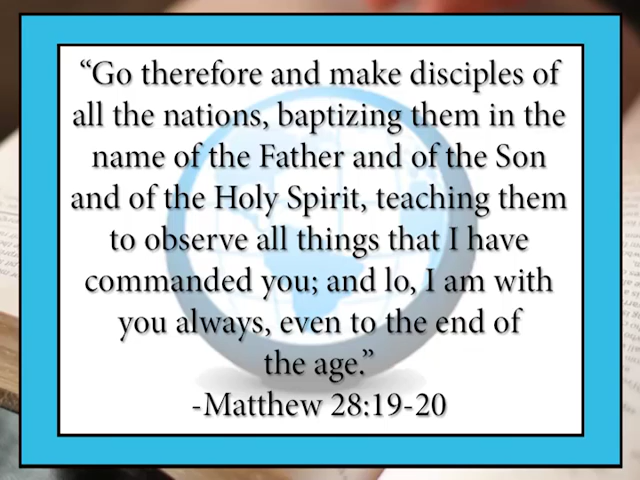 “Go therefore and make disciples of
all the nations, baptizing them in the
name of the Father and of the Son
and of the Holy Spirit, teaching them
to observe all things that I have
commanded you; and lo, I am with
you always, even to the end of
the age.”
-Matthew 28:19-20